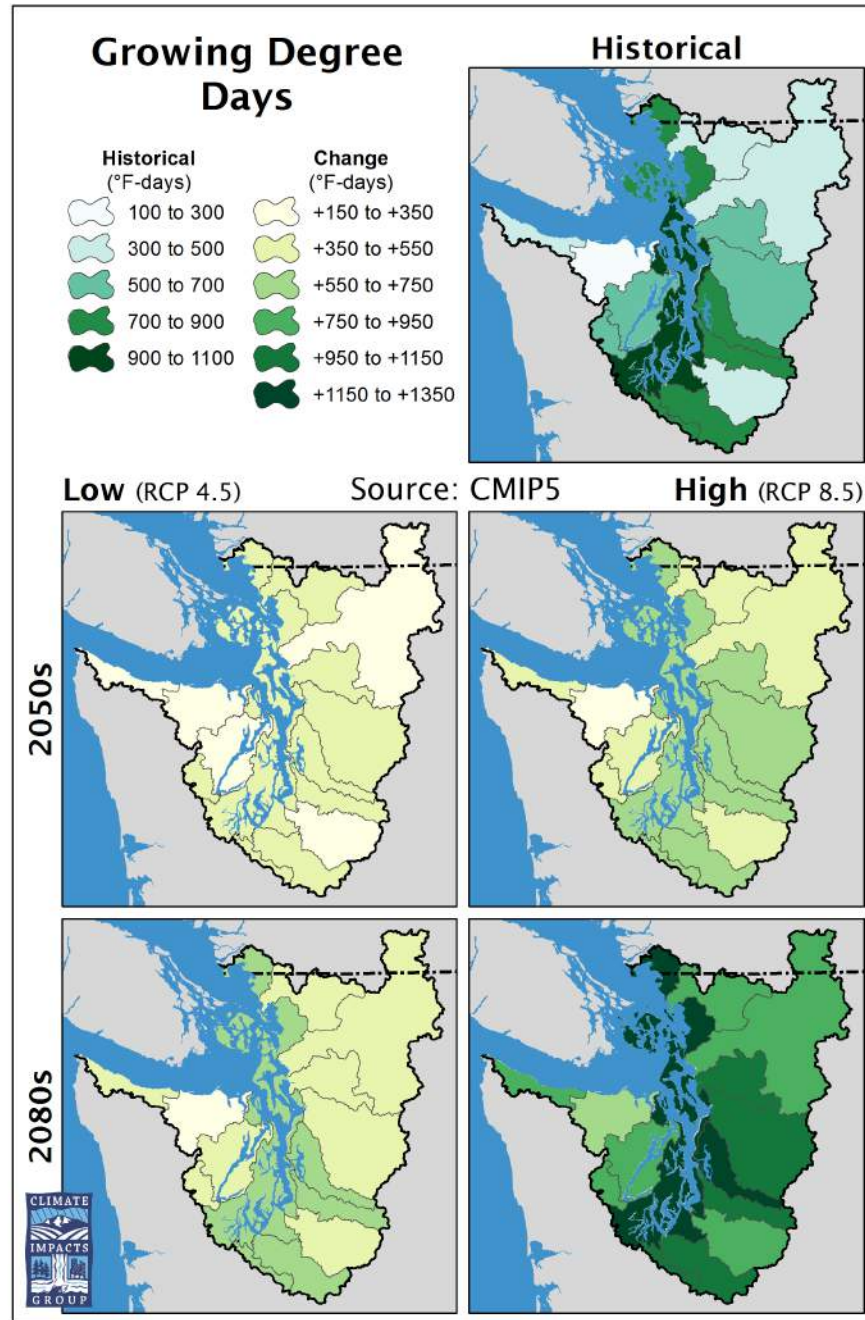 Growing Degree
Days
Historical
Historical
(°F-days)
100 to 300
300 to 500
500 to 700
700 to 900
900 to 1100
Change
(°F-days)
+150 to +350
+350 to +550
+550 to +750
+750 to +950
+950 to +1150
+1150 to +1350
Low (RCP 4.5)
Source: CMIP5
High (RCP 8.5)
2050s
2080s
CLIMATE
IMPACTS
GROUP